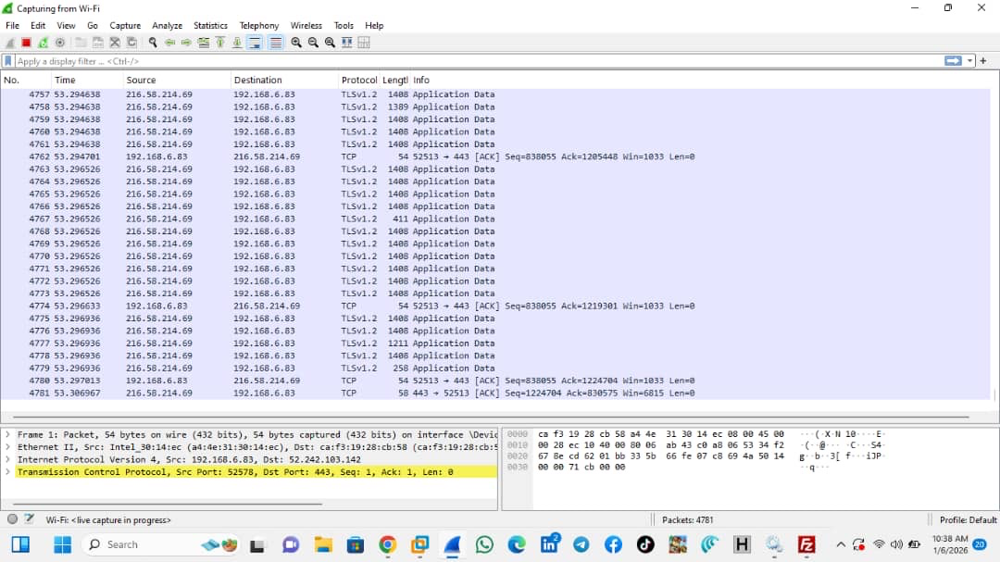 Capturing from Wi-Fi
File Edit View Go Capture Analyze Statistics Telephony Wireless Tools Help
Apply a display filter ... <Ctrl-/>
No. Time Source Destination Protocol Lengtl Info
4757 53.294638 216.58.214.69 192.168.6.83 TLSv1.2 1408 Application Data
4758 53.294638 216.58.214.69 192.168.6.83 TLSv1.2 1389 Application Data
4759 53.294638 216.58.214.69 192.168.6.83 TLSv1.2 1408 Application Data
4760 53.294638 216.58.214.69 192.168.6.83 TLSv1.2 1408 Application Data
4761 53.294638 216.58.214.69 192.168.6.83 TLSv1.2 1408 Application Data
4762 53.294701 192.168.6.83 216.58.214.69 TCP 54 52513 → 443 [ACK] Seq=838055 Ack=1205448 Win=1033 Len=0
4763 53.296526 216.58.214.69 192.168.6.83 TLSv1.2 1408 Application Data
4764 53.296526 216.58.214.69 192.168.6.83 TLSv1.2 1408 Application Data
4765 53.296526 216.58.214.69 192.168.6.83 TLSv1.2 1408 Application Data
4766 53.296526 216.58.214.69 192.168.6.83 TLSv1.2 1408 Application Data
4767 53.296526 216.58.214.69 192.168.6.83 TLSv1.2 411 Application Data
4768 53.296526 216.58.214.69 192.168.6.83 TLSv1.2 1408 Application Data
4769 53.296526 216.58.214.69 192.168.6.83 TLSv1.2 1408 Application Data
4770 53.296526 216.58.214.69 192.168.6.83 TLSv1.2 1408 Application Data
4771 53.296526 216.58.214.69 192.168.6.83 TLSv1.2 1408 Application Data
4772 53.296526 216.58.214.69 192.168.6.83 TLSv1.2 1408 Application Data
4773 53.296526 216.58.214.69 192.168.6.83 TLSv1.2 1408 Application Data
4774 53.296633 192.168.6.83 216.58.214.69 TCP 54 52513 → 443 [ACK] Seq=838055 Ack=1219301 Win=1033 Len=0
4775 53.296936 216.58.214.69 192.168.6.83 TLSv1.2 1408 Application Data
4776 53.296936 216.58.214.69 192.168.6.83 TLSv1.2 1408 Application Data
4777 53.296936 216.58.214.69 192.168.6.83 TLSv1.2 1211 Application Data
4778 53.296936 216.58.214.69 192.168.6.83 TLSv1.2 1408 Application Data
4779 53.296936 216.58.214.69 192.168.6.83 TLSv1.2 258 Application Data
4780 53.297013 192.168.6.83 216.58.214.69 TCP 54 52513 → 443 [ACK] Seq=838055 Ack=1224704 Win=1033 Len=0
4781 53.306967 216.58.214.69 192.168.6.83 TCP 58 443 → 52513 [ACK] Seq=1224704 Ack=830575 Win=6815 Len=0
Frame 1: Packet, 54 bytes on wire (432 bits), 54 bytes captured (432 bits) on interface \Devic
Ethernet II, Src: Intel_30:14:ec (a4:4e:31:30:14:ec), Dst: ca:f3:19:28:cb:58 (ca:f3:19:28:cb:5
Internet Protocol Version 4, Src: 192.168.6.83, Dst: 52.242.103.142
Transmission Control Protocol, Src Port: 52578, Dst Port: 443, Seq: 1, Ack: 1, Len: 0
0000 ca f3 19 28 cb 58 a4 4e 31 30 14 ec 08 00 45 00 ···(·X·N 10····E·
0010 00 28 ec 10 40 00 80 06 ab 43 c0 a8 06 53 34 f2 ·(··@··· ·C···S4·
0020 67 8e cd 62 01 bb 33 5b 66 fe 07 c8 69 4a 50 14 g··b··3[ f···iJP·
0030 00 00 71 cb 00 00 ··q···
Wi-Fi: <live capture in progress> Packets: 4781 Profile: Default
Search 2 10:38 AM 20
1/6/2026